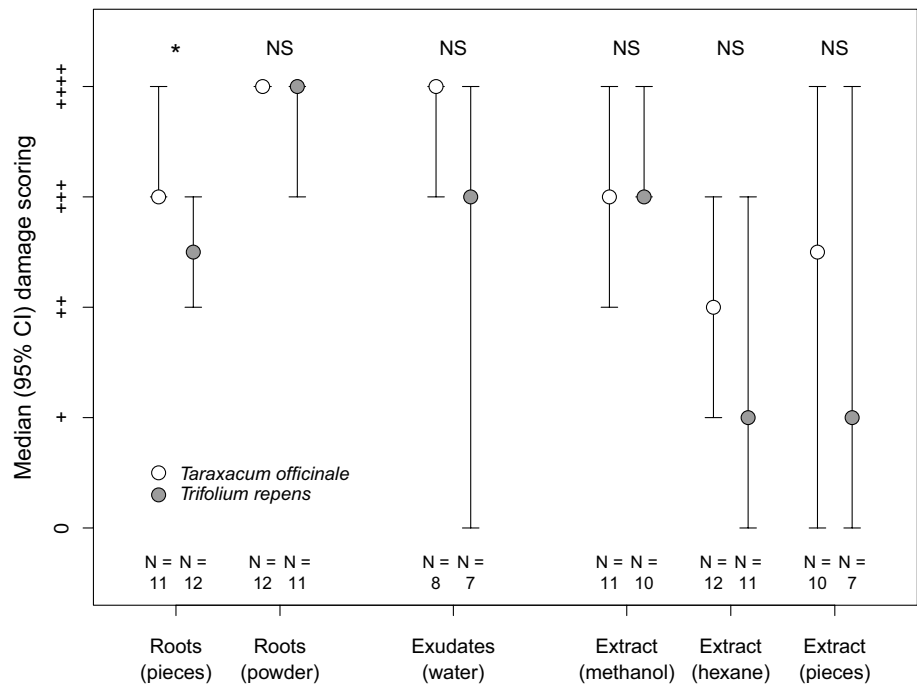 * NS NS NS NS NS
Median (95% CI) damage scoring
++++
+++
++
+
0
Taraxacum officinale
Trifolium repens
N = N = N = N = N = N = N = N = N = N = N = N =
11 12 12 11 8 7 11 10 12 11 10 7
Roots Roots Exudates Extract Extract Extract
(pieces) (powder) (water) (methanol) (hexane) (pieces)